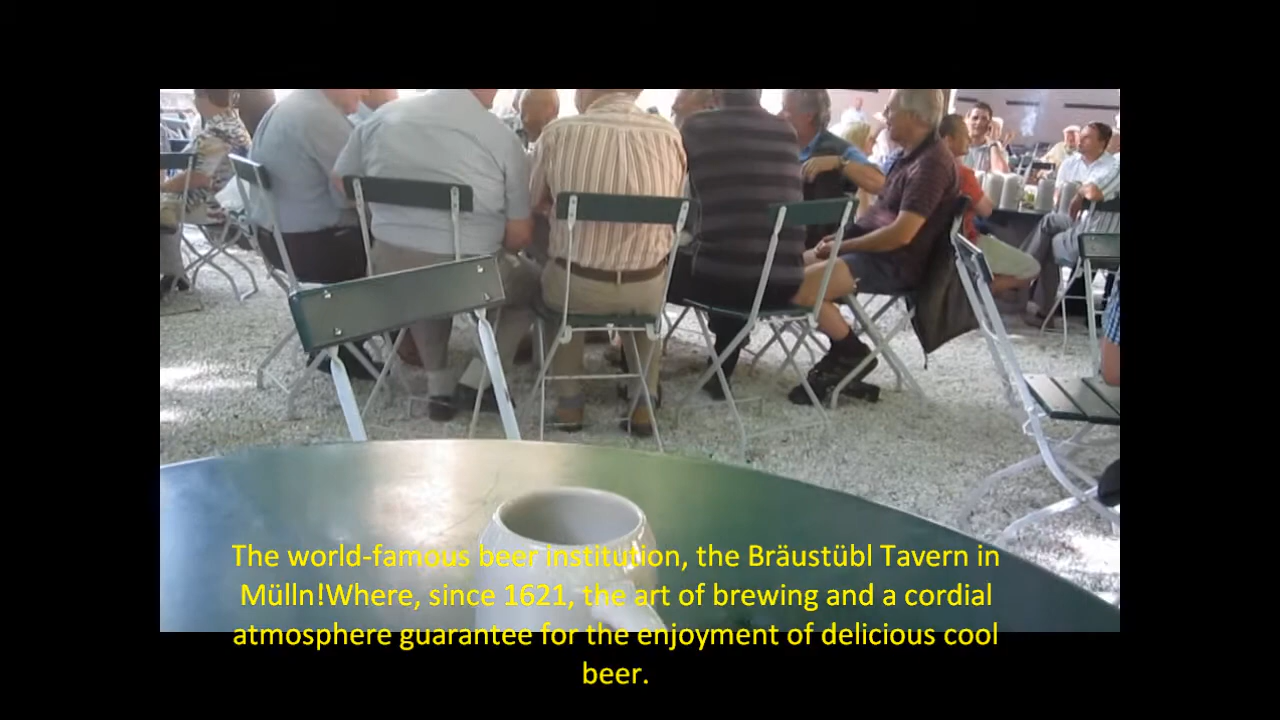 The world-famous beer institution, the Bräustübl Tavern in
Mülln!Where, since 1621, the art of brewing and a cordial
atmosphere guarantee for the enjoyment of delicious cool
beer.